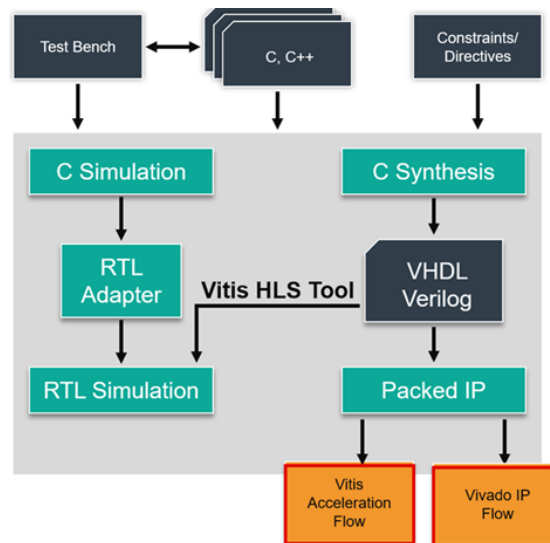 Test Bench
C, C++
Constraints/
Directives
C Simulation
C Synthesis
RTL
Adapter
Vitis HLS Tool
VHDL
Verilog
RTL Simulation
Packed IP
Vitis
Acceleration
Flow
Vivado IP
Flow